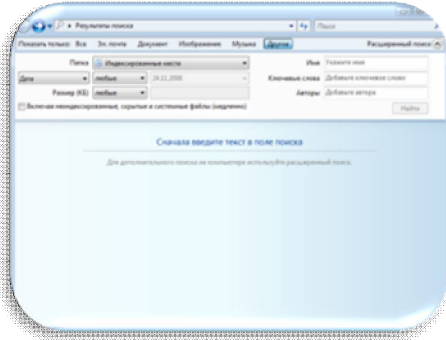 Результаты поиска Поиск
Показать только: Все Эл. почта Документ Изображение Музыка Другое Расширенный поиск
Папка Индексированные места Имя Укажите имя
Дата любые 24.11.2008 Ключевые слова Добавьте ключевое слово
Размер (КБ) любые Авторы Добавьте автора
Включая неиндексированные, скрытые и системные файлы (медленно) Найти
Сначала введите текст в поле поиска
Для дополнительного поиска на компьютере используйте расширенный поиск.